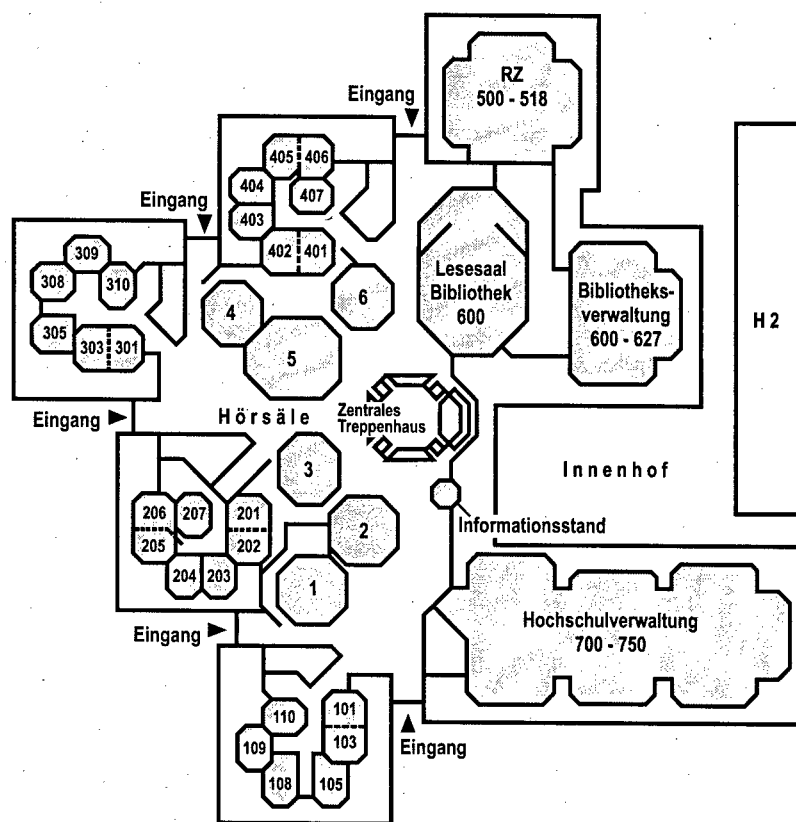 RZ
500 - 518
Eingang
405
406
404
407
403
402
401
Eingang
309
308
310
305
303
301
4
6
5
Lesesaal
Bibliothek
600
Bibliotheks-
verwaltung
600 - 627
H 2
Eingang
Hörsäle
Zentrales
Treppenhaus
3
Innenhof
206
207
201
205
202
2
Informationsstand
204
203
1
Eingang
Hochschulverwaltung
700 - 750
110
101
109
103
Eingang
108
105